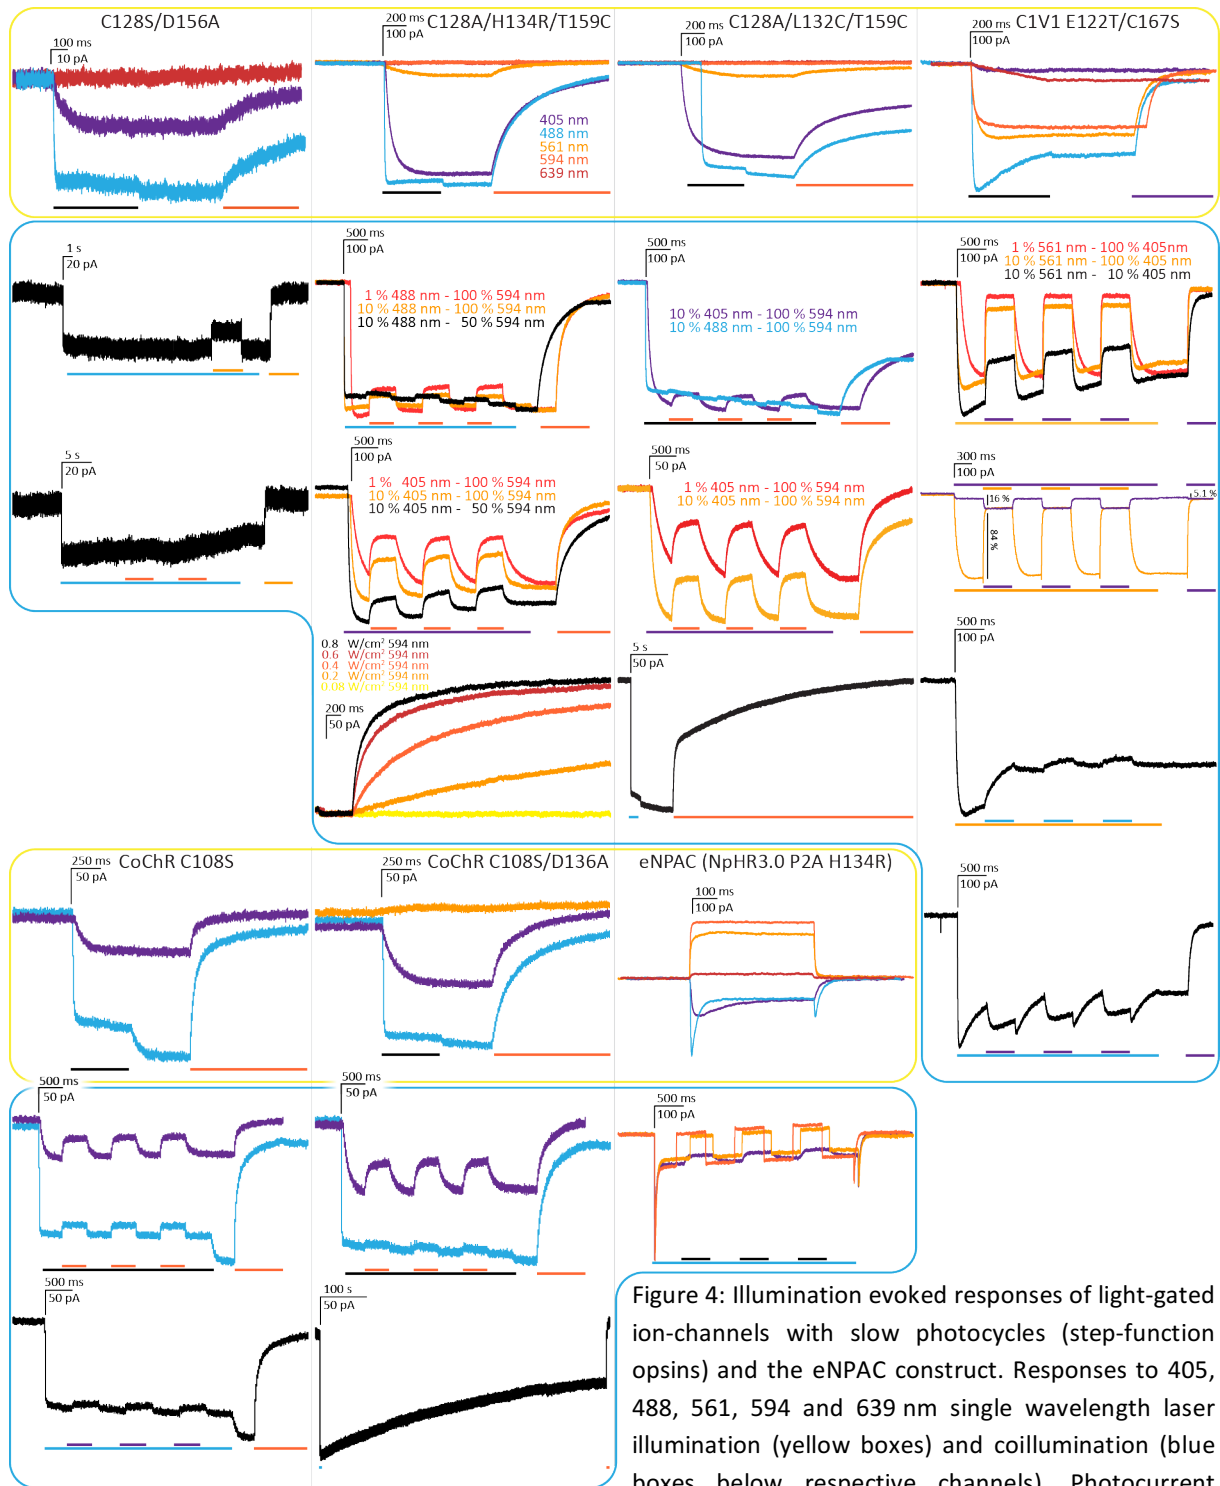 C128S/D156A
100 ms
10 pA
C128A/H134R/T159C
200 ms
100 pA
405 nm
488 nm
561 nm
594 nm
639 nm
C128A/L132C/T159C
200 ms
100 pA
C1V1 E122T/C167S
200 ms
100 pA
1 s
20 pA
500 ms
100 pA
1 % 488 nm - 100 % 594 nm
10 % 488 nm - 100 % 594 nm
10 % 488 nm - 50 % 594 nm
500 ms
100 pA
10 % 405 nm - 100 % 594 nm
10 % 488 nm - 100 % 594 nm
500 ms
100 pA
1 % 561 nm - 100 % 405nm
10 % 561 nm - 100 % 405 nm
10 % 561 nm - 10 % 405 nm
5 s
20 pA
500 ms
100 pA
1 % 405 nm - 100 % 594 nm
10 % 405 nm - 100 % 594 nm
10 % 405 nm - 50 % 594 nm
500 ms
50 pA
1 % 405 nm - 100 % 594 nm
10 % 405 nm - 100 % 594 nm
300 ms
100 pA
16 %
84 %
5.1 %
0.8 W/cm² 594 nm
0.6 W/cm² 594 nm
0.4 W/cm² 594 nm
0.2 W/cm² 594 nm
0.08 W/cm² 594 nm
200 ms
50 pA
5 s
50 pA
500 ms
100 pA
CoChR C108S
250 ms
50 pA
CoChR C108S/D136A
250 ms
50 pA
eNPAC (NpHR3.0 P2A H134R)
100 ms
100 pA
500 ms
100 pA
500 ms
50 pA
500 ms
50 pA
500 ms
100 pA
500 ms
50 pA
100 s
50 pA
Figure 4: Illumination evoked responses of light-gated
ion-channels with slow photocycles (step-function
opsins) and the eNPAC construct. Responses to 405,
488, 561, 594 and 639 nm single wavelength laser
illumination (yellow boxes) and coillumination (blue
boxes below respective channels). Photocurrent